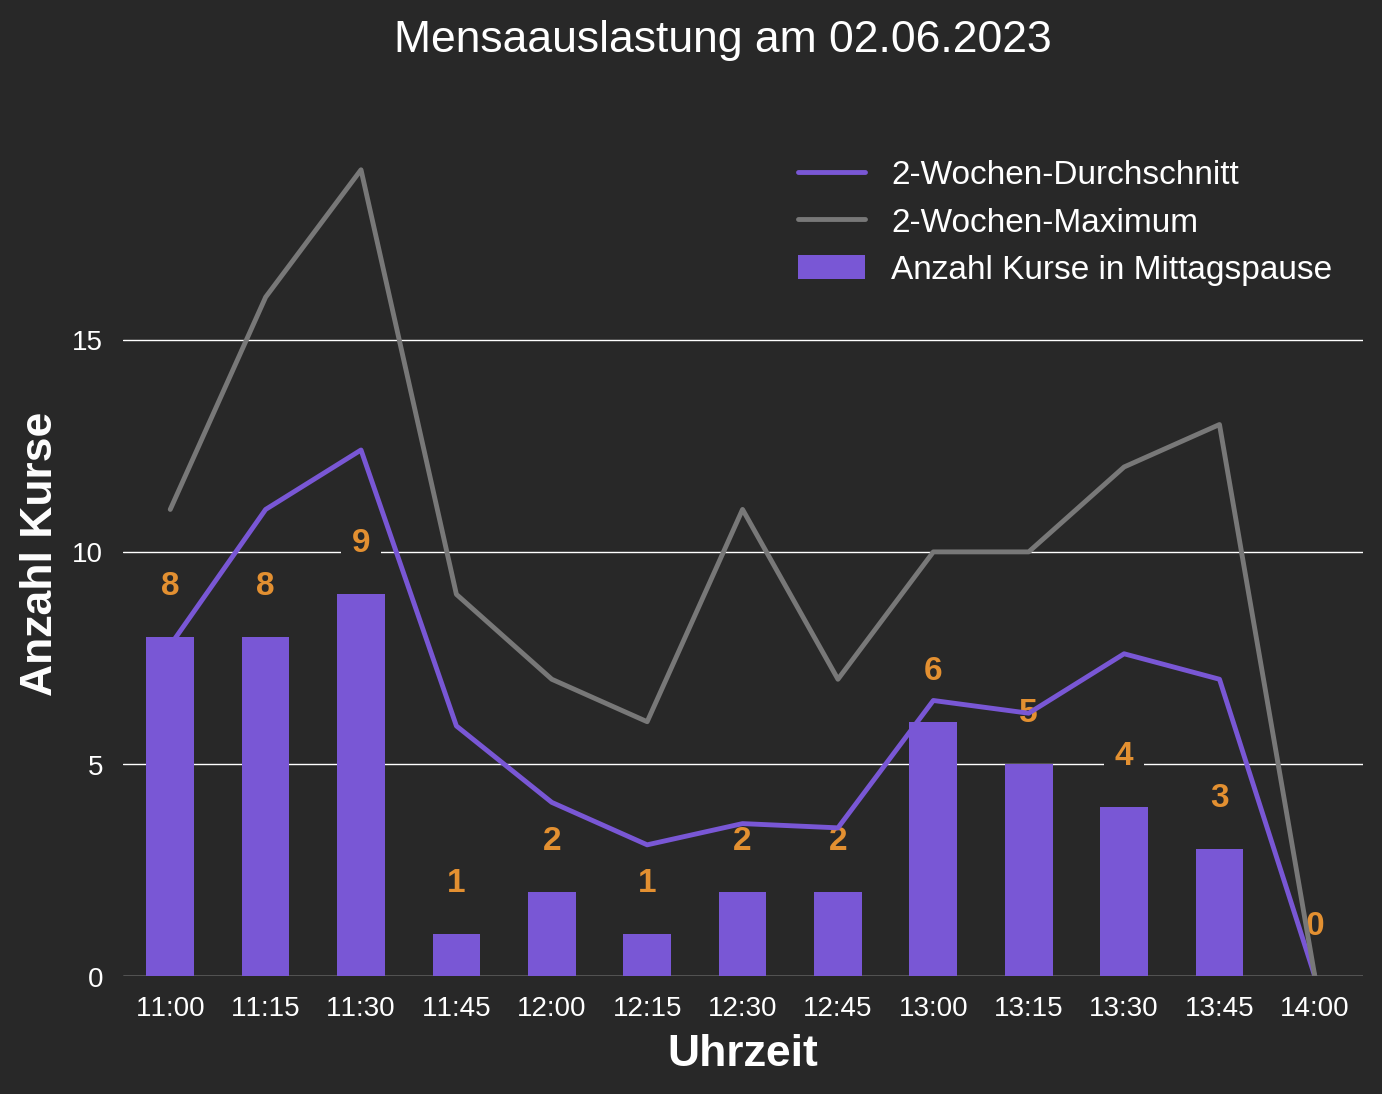 Mensaauslastung am 02.06.2023
2-Wochen-Durchschnitt
2-Wochen-Maximum
Anzahl Kurse in Mittagspause
Anzahl Kurse
15
10
5
0
8
8
9
1
2
1
2
2
6
5
4
3
0
11:00 11:15 11:30 11:45 12:00 12:15 12:30 12:45 13:00 13:15 13:30 13:45 14:00
Uhrzeit